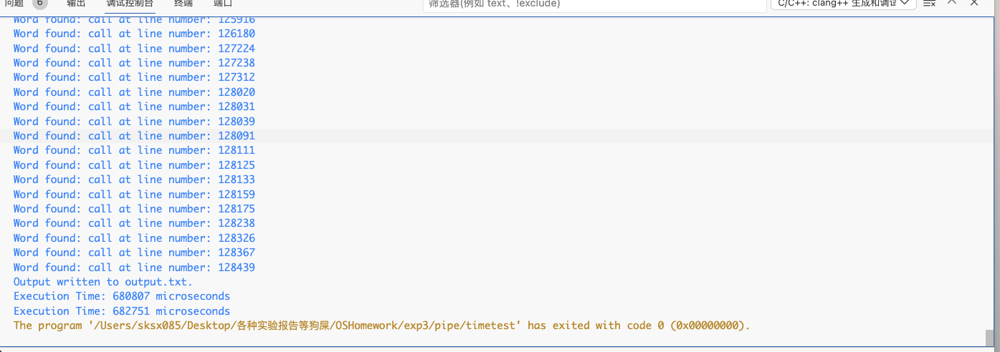 问题 6 输出 调试控制台 终端 端口 筛选器(例如 text、!exclude) C/C++: clang++ 生成和调试
Word found: call at line number: 125916
Word found: call at line number: 126180
Word found: call at line number: 127224
Word found: call at line number: 127238
Word found: call at line number: 127312
Word found: call at line number: 128020
Word found: call at line number: 128031
Word found: call at line number: 128039
Word found: call at line number: 128091
Word found: call at line number: 128111
Word found: call at line number: 128125
Word found: call at line number: 128133
Word found: call at line number: 128159
Word found: call at line number: 128175
Word found: call at line number: 128238
Word found: call at line number: 128326
Word found: call at line number: 128367
Word found: call at line number: 128439
Output written to output.txt.
Execution Time: 680807 microseconds
Execution Time: 682751 microseconds
The program '/Users/sksx085/Desktop/各种实验报告等狗屎/OSHomework/exp3/pipe/timetest' has exited with code 0 (0x00000000).